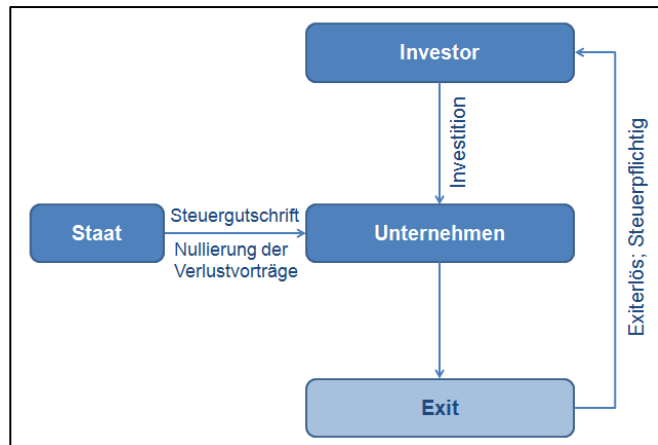 Investor
Investition
Staat
Steuergutschrift
Nullierung der
Verlustvorträge
Unternehmen
Exiterlös; Steuerpflichtig
Exit